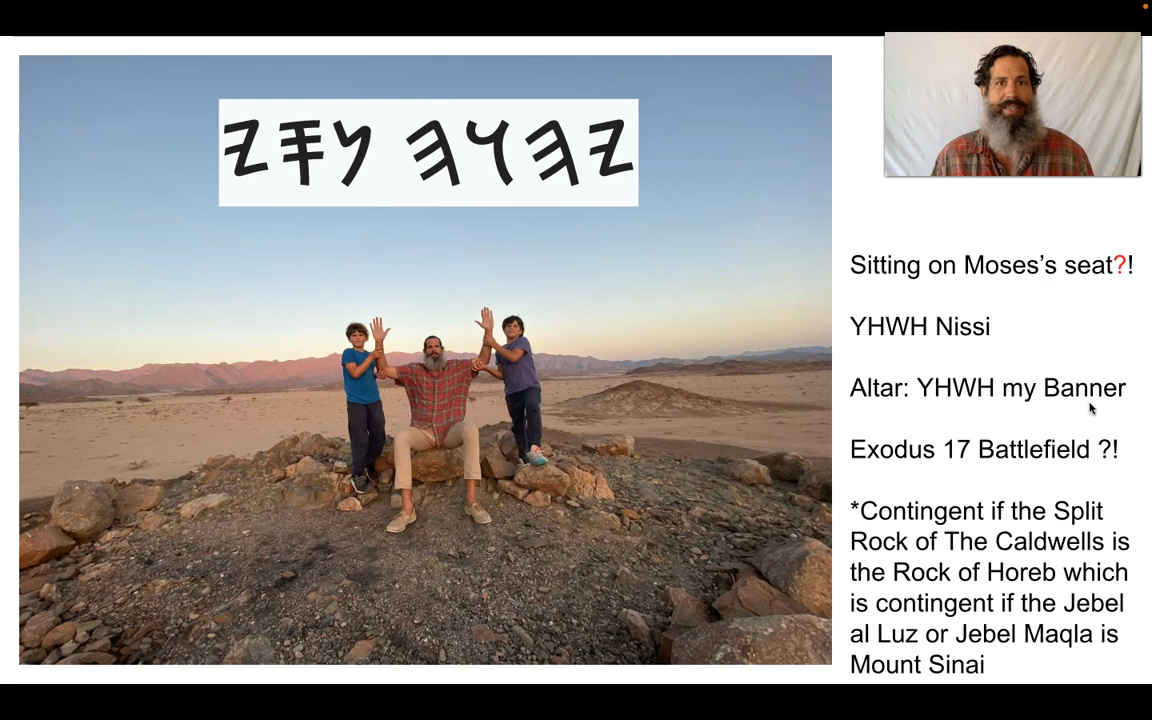 𐤉𐤄𐤅𐤄 𐤍𐤎𐤉
Sitting on Moses’s seat?!
YHWH Nissi
Altar: YHWH my Banner
Exodus 17 Battlefield ?!
*Contingent if the Split
Rock of The Caldwells is
the Rock of Horeb which
is contingent if the Jebel
al Luz or Jebel Maqla is
Mount Sinai